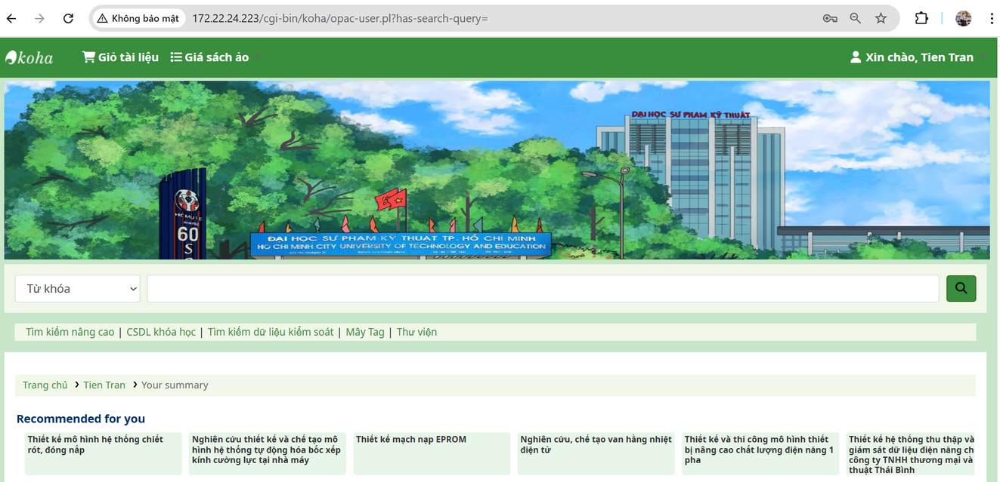 Không bảo mật 172.22.24.223/cgi-bin/koha/opac-user.pl?has-search-query=
koha Giỏ tài liệu Giá sách ảo Xin chào, Tien Tran
ĐẠI HỌC SƯ PHẠM KỸ THUẬT
60
S
ĐẠI HỌC SƯ PHẠM KỸ THUẬT TP. HỒ CHÍ MINH
HO CHI MINH CITY UNIVERSITY OF TECHNOLOGY AND EDUCATION
Từ khóa
Tìm kiếm nâng cao | CSDL khóa học | Tìm kiếm dữ liệu kiểm soát | Mây Tag | Thư viện
Trang chủ › Tien Tran › Your summary
Recommended for you
Thiết kế mô hình hệ thống chiết
rót, đóng nắp
Nghiên cứu thiết kế và chế tạo mô
hình hệ thống tự động hóa bốc xếp
kính cường lực tại nhà máy
Thiết kế mạch nạp EPROM
Nghiên cứu, chế tạo van hằng nhiệt
điện tử
Thiết kế và thi công mô hình thiết
bị nâng cao chất lượng điện năng 1
pha
Thiết kế hệ thống thu thập và
giám sát dữ liệu điện năng ch
công ty TNHH thương mại và
thuật Thái Bình